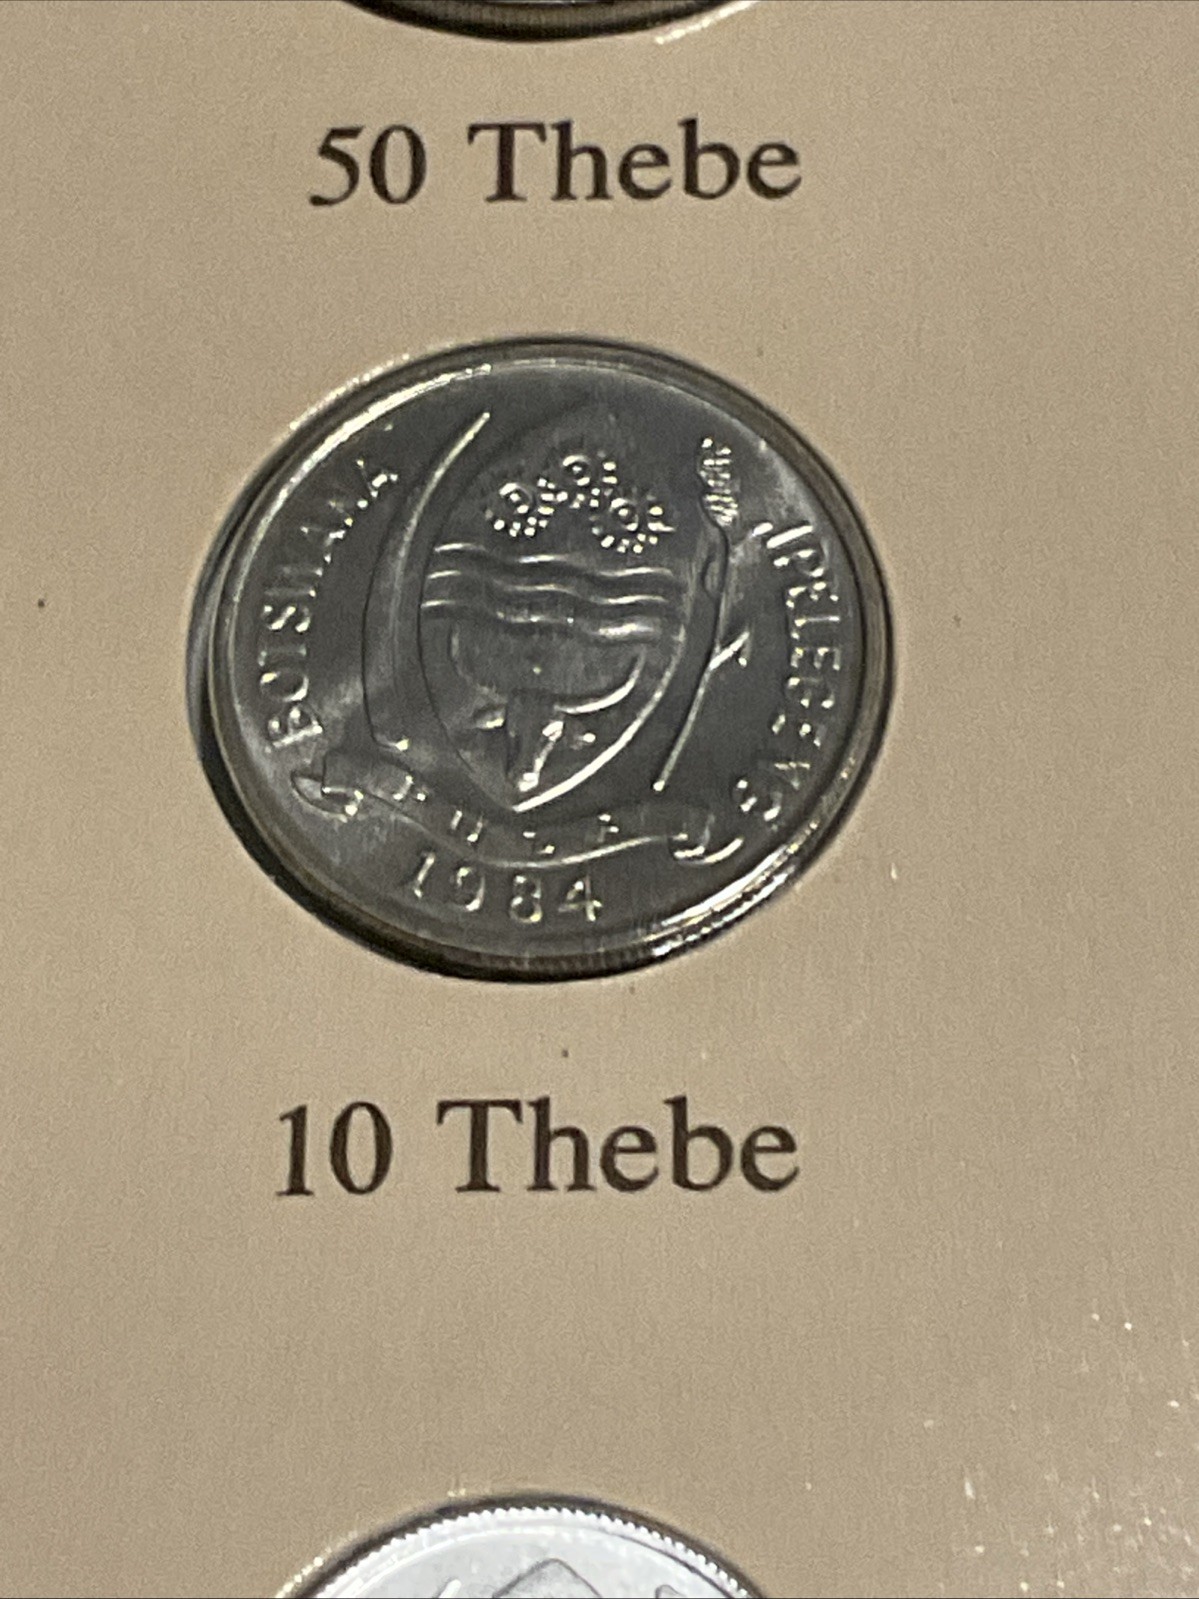 50 Thebe
BOTSWANA
IPELEGENG
PULA
1984
10 Thebe